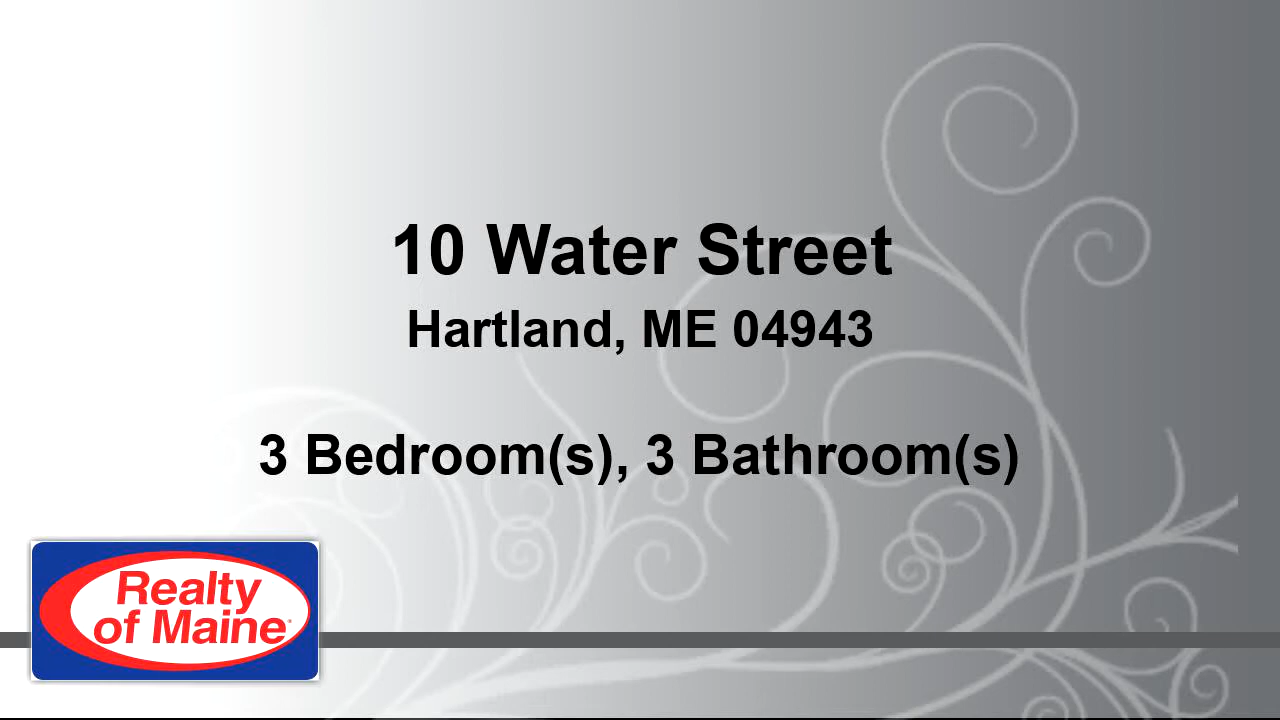 10 Water Street
Hartland, ME 04943
3 Bedroom(s), 3 Bathroom(s)
Realty
of Maine